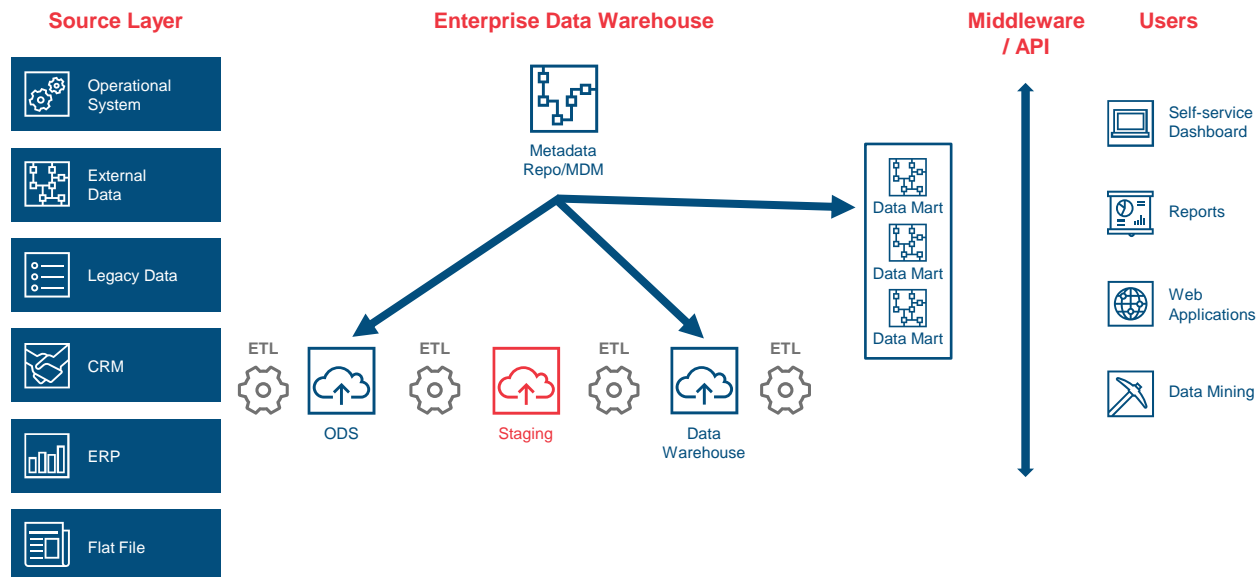 Source Layer
Enterprise Data Warehouse
Middleware
/ API
Users
Operational
System
External
Data
Legacy Data
CRM
ERP
Flat File
Metadata
Repo/MDM
ETL
ODS
ETL
Staging
ETL
Data
Warehouse
ETL
Data Mart
Data Mart
Data Mart
Self-service
Dashboard
Reports
Web
Applications
Data Mining